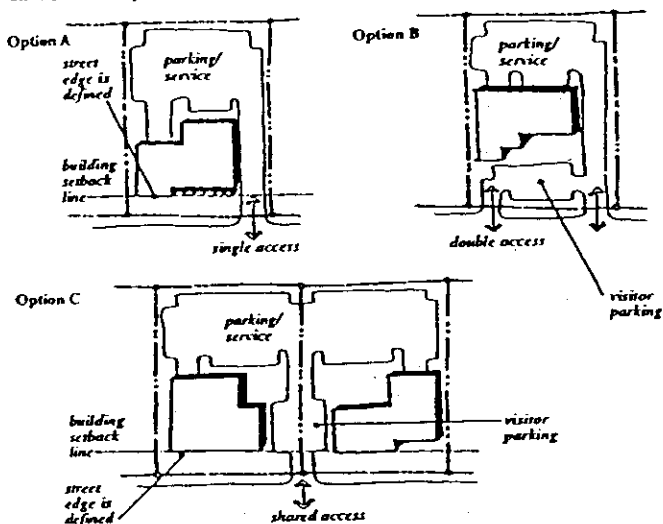 Option A
street
edge is
defined
parking/
service
building
setback
line
single access
Option B
parking/
service
double access
visitor
parking
Option C
parking/
service
building
setback
line
visitor
parking
street
edge is
defined
shared access